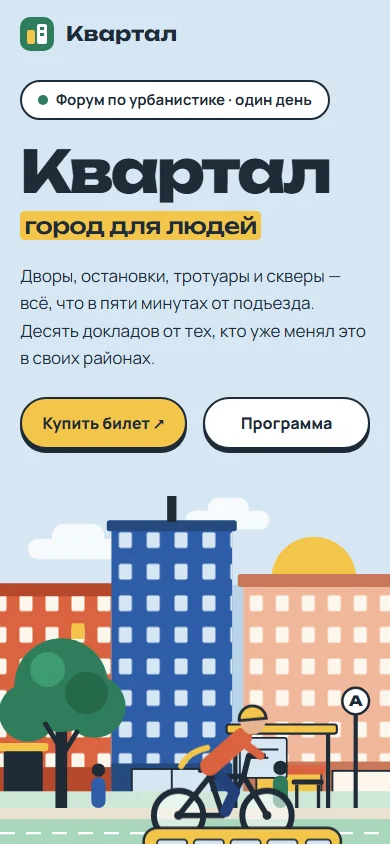 Квартал
Форум по урбанистике · один день
Квартал
город для людей
Дворы, остановки, тротуары и скверы —
всё, что в пяти минутах от подъезда.
Десять докладов от тех, кто уже менял это
в своих районах.
Купить билет ↗
Программа
А